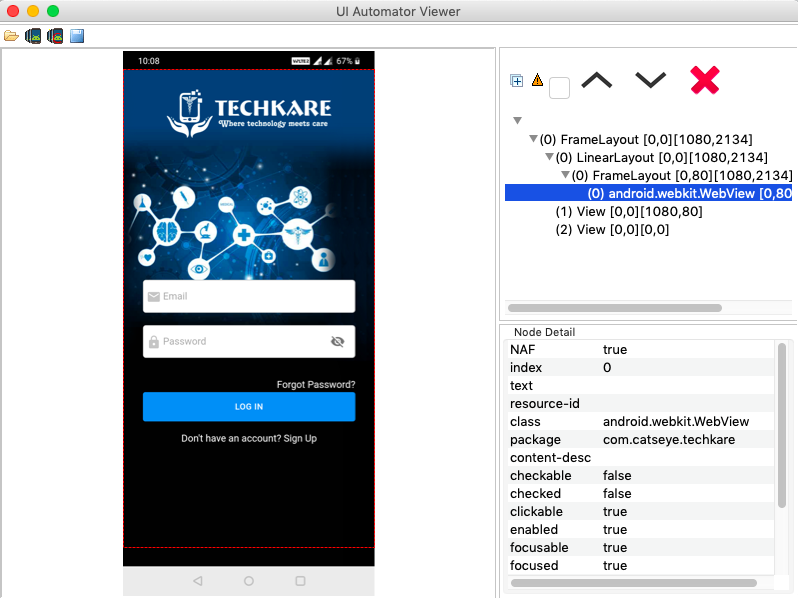 UI Automator Viewer
10:08
VoLTE
67%
TECHKARE
Where technology meets care
Email
Password
Forgot Password?
LOG IN
Don't have an account? Sign Up
(0) FrameLayout [0,0][1080,2134]
(0) LinearLayout [0,0][1080,2134]
(0) FrameLayout [0,80][1080,2134]
(0) android.webkit.WebView [0,80
(1) View [0,0][1080,80]
(2) View [0,0][0,0]
Node Detail
NAF true
index 0
text
resource-id
class android.webkit.WebView
package com.catseye.techkare
content-desc
checkable false
checked false
clickable true
enabled true
focusable true
focused true